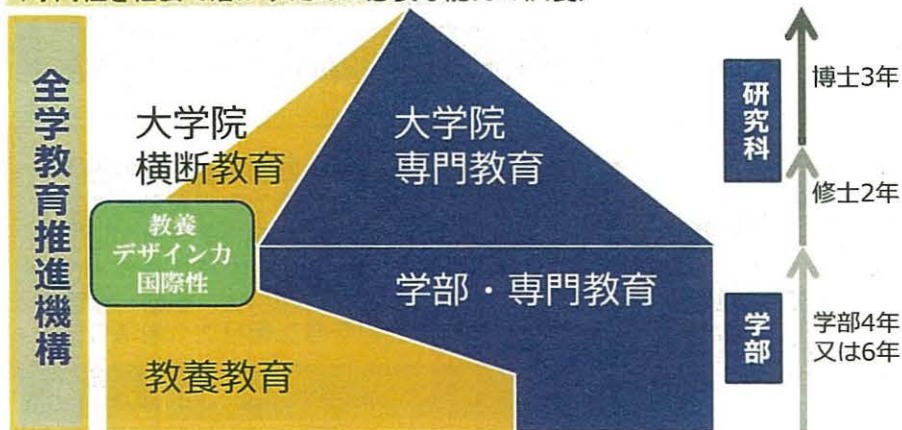 全学教育推進機構
大学院
横断教育
大学院
専門教育
教養
デザイン力
国際性
学部・専門教育
教養教育
研究科
学部
博士3年
修士2年
学部4年
又は6年